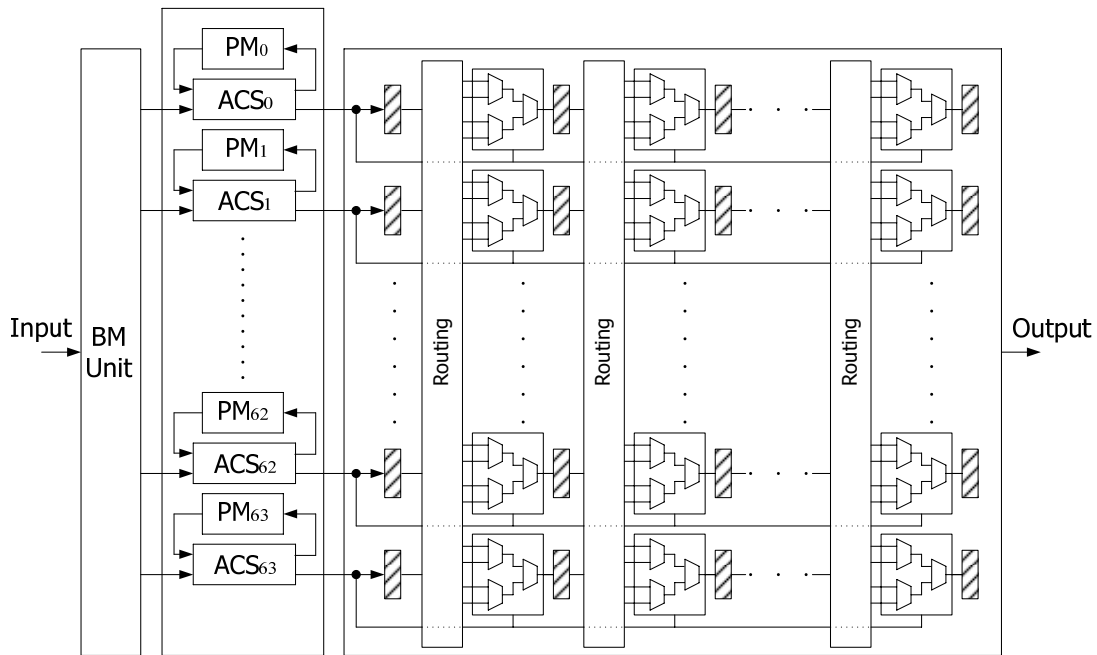 Input
BM
Unit
PM0
ACS0
PM1
ACS1
PM62
ACS62
PM63
ACS63
Routing
Routing
Routing
Output